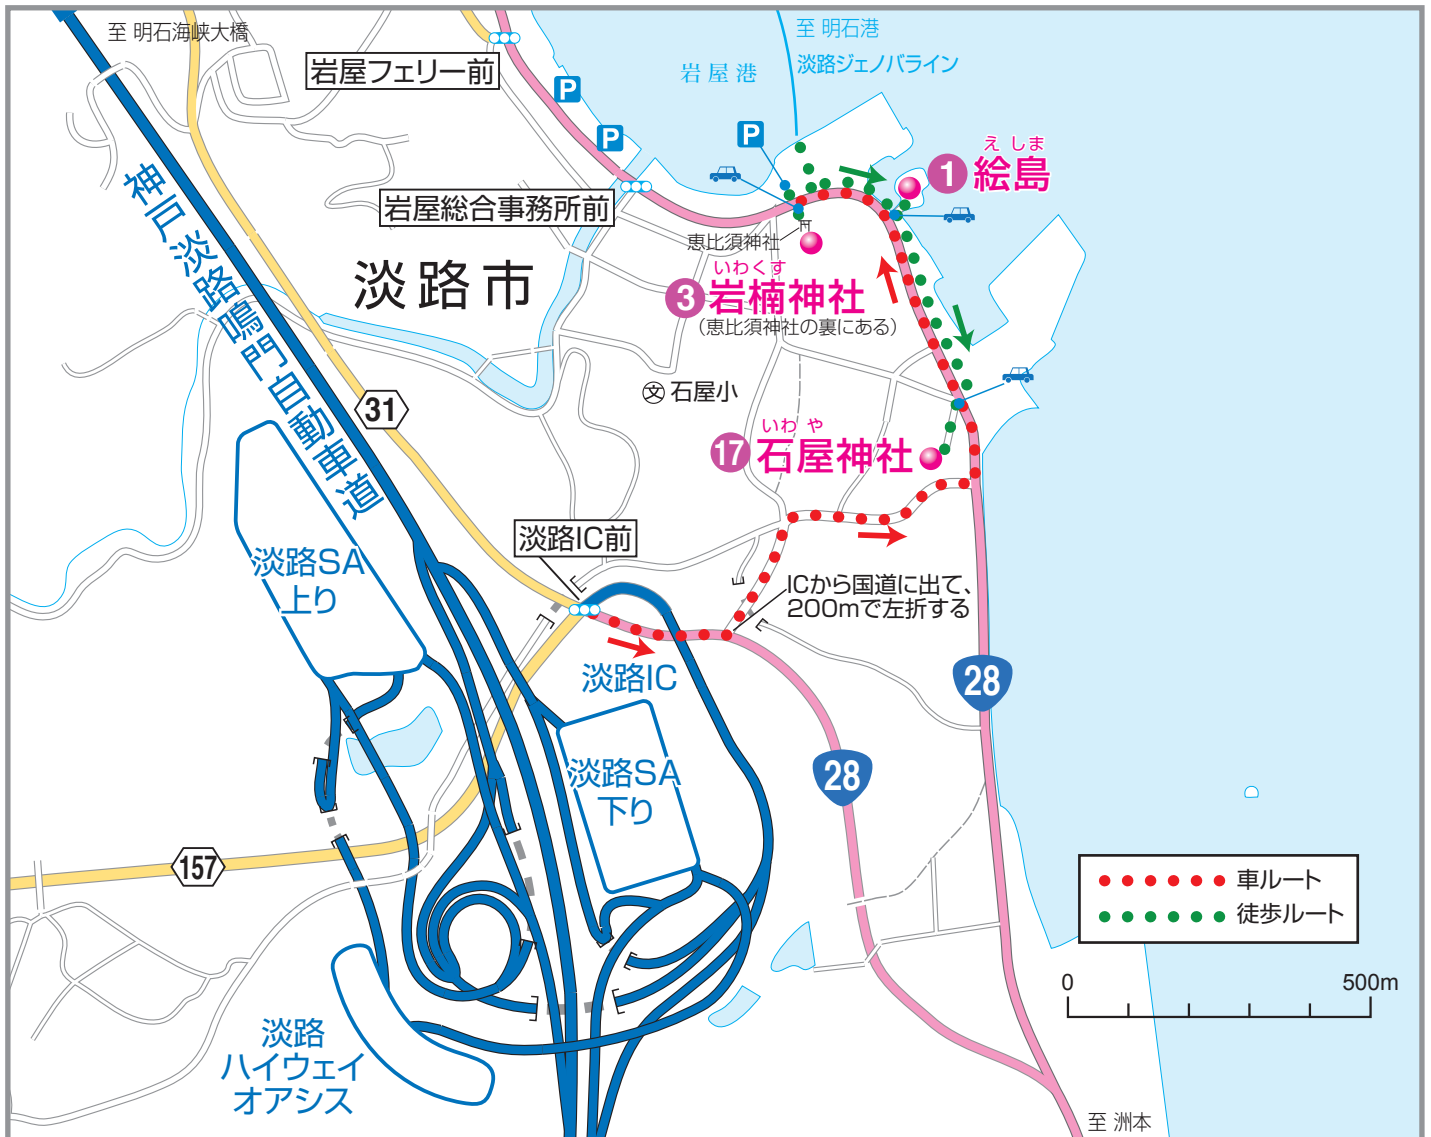 至 明石海峡大橋
岩屋フェリー前
P
P
P
岩屋港
至 明石港
淡路ジェノバライン
えしま
1 絵島
岩屋総合事務所前
淡路市
恵比須神社
いわくす
3 岩楠神社
（恵比須神社の裏にある）
神戸淡路鳴門自動車道
31
文 石屋小
いわや
17 石屋神社
淡路IC前
ICから国道に出て、
200mで左折する
淡路SA
上り
淡路IC
28
28
淡路SA
下り
157
車ルート
徒歩ルート
0 500m
淡路
ハイウェイ
オアシス
至 洲本